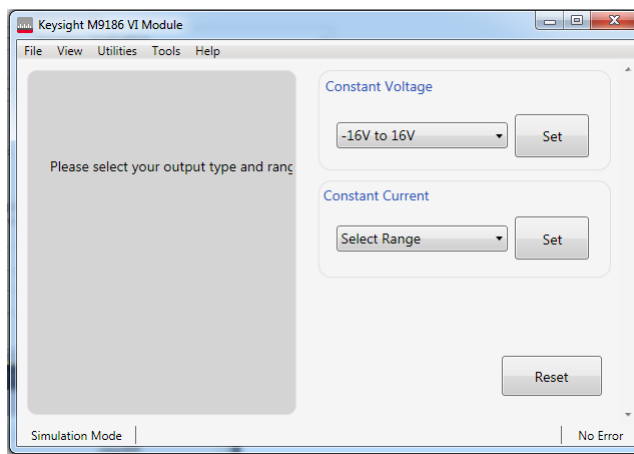 Keysight M9186 VI Module
File View Utilities Tools Help
Please select your output type and rang
Constant Voltage
-16V to 16V
Set
Constant Current
Select Range
Set
Reset
Simulation Mode
No Error